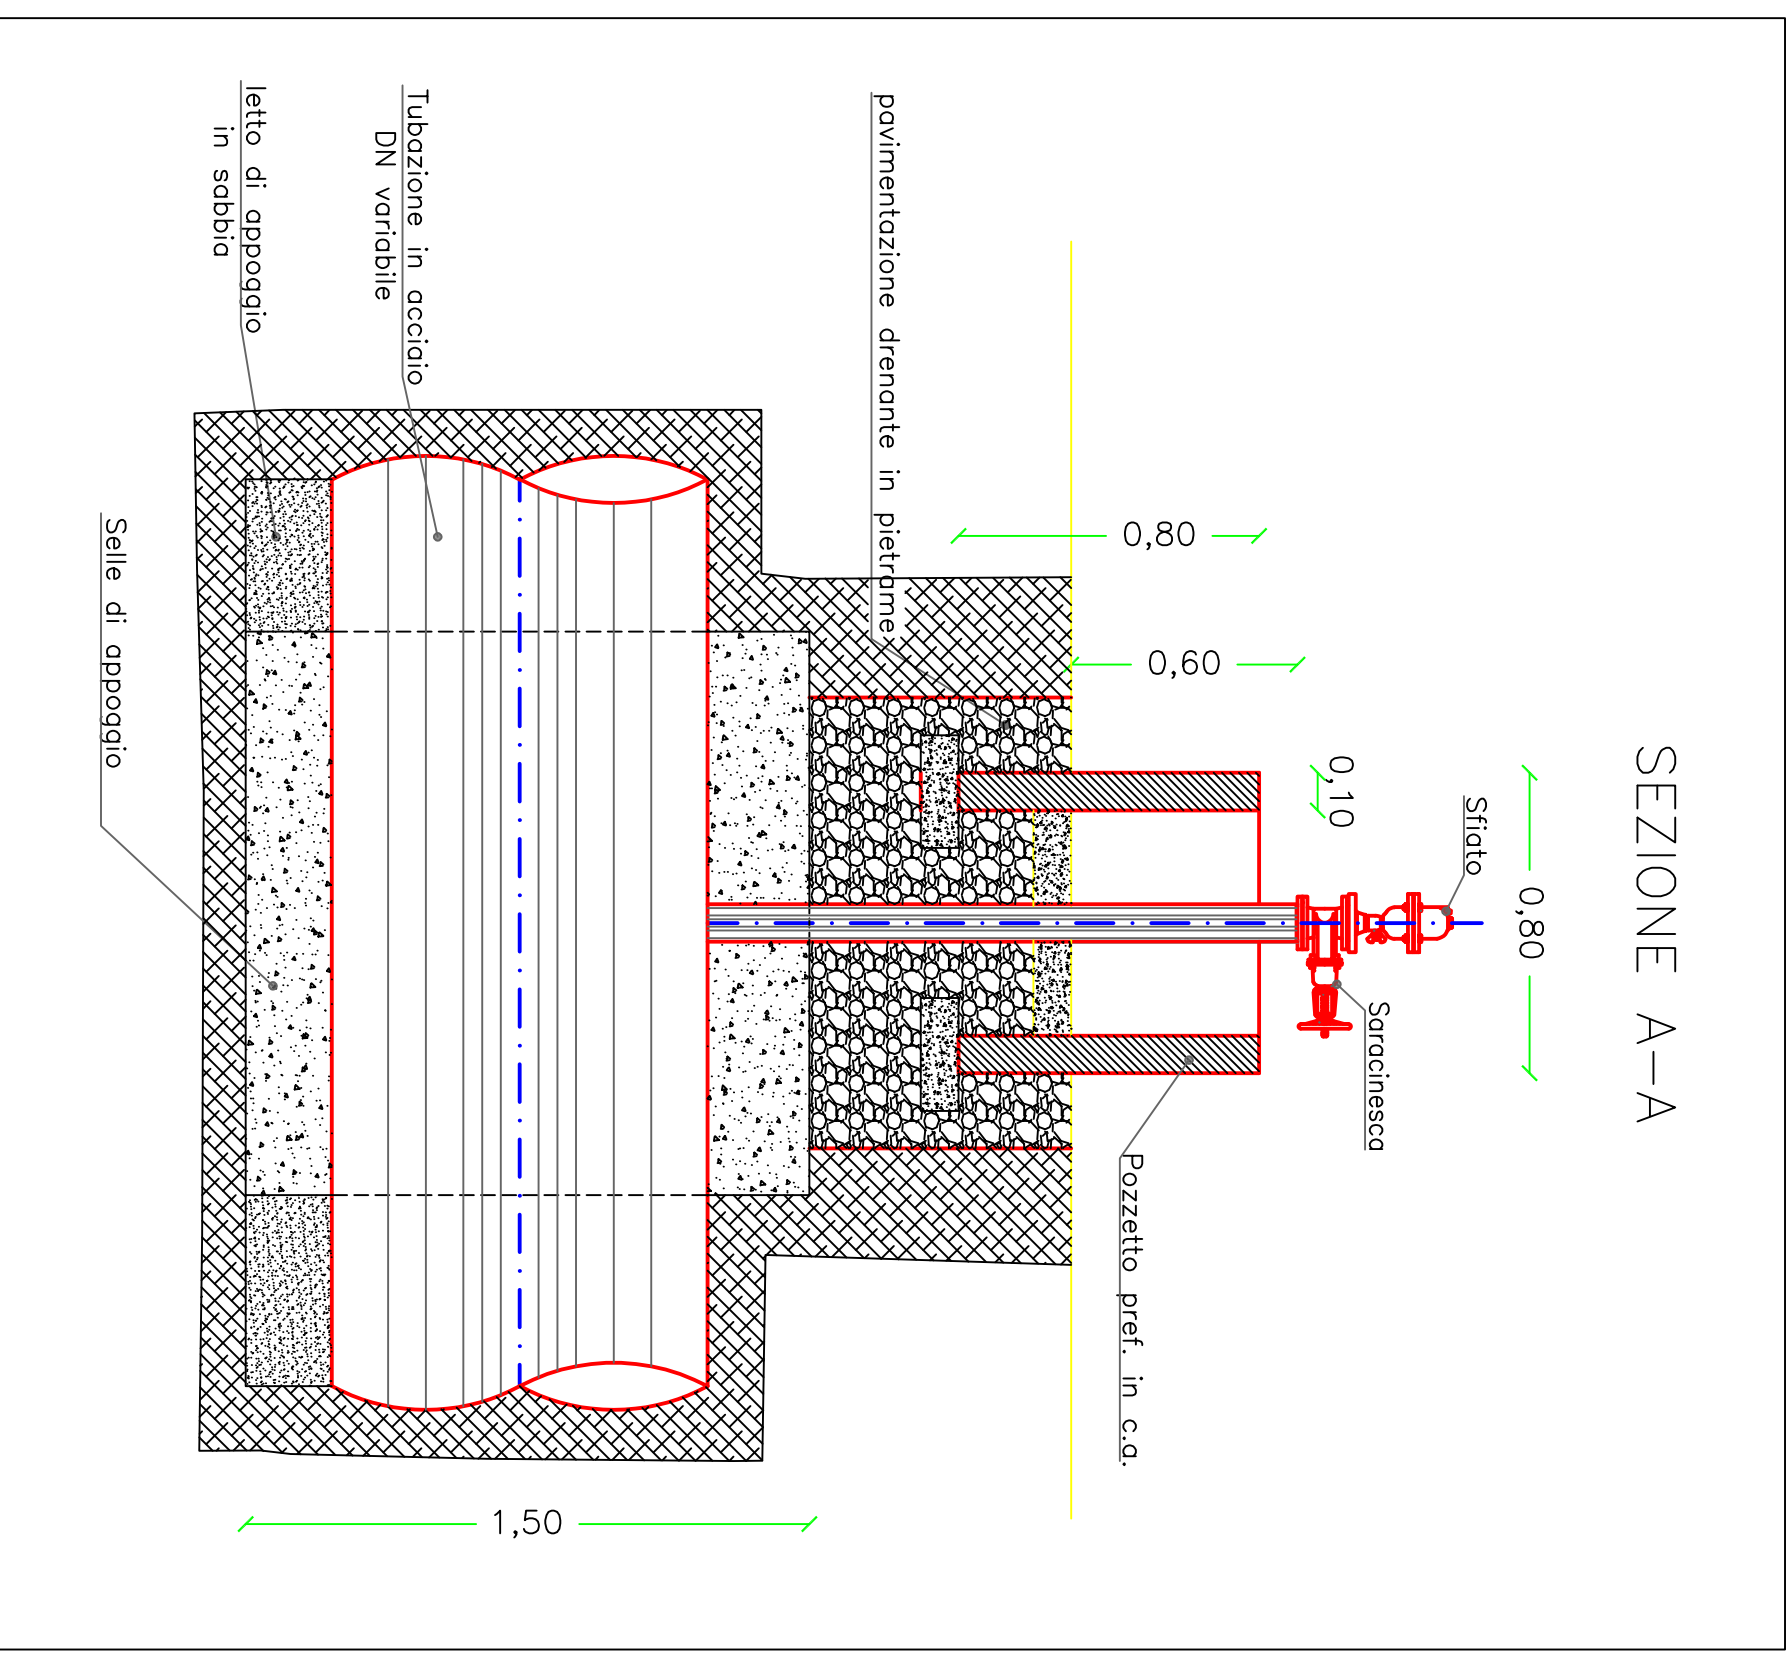 SEZIONE A-A
0,80
Sfiato
Saracinesca
0,10
0,60
0,80
Pozzetto pref. in c.a.
pavimentazione drenante in pietrame
1,50
Tubazione in acciaio
DN variabile
letto di appoggio
in sabbia
Selle di appoggio